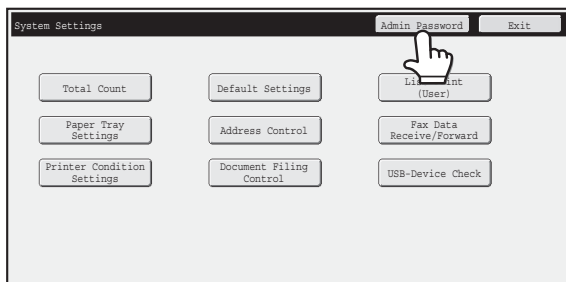 System Settings
Admin Password
Exit
Total Count
Default Settings
(User)
Paper Tray
Settings
Address Control
Fax Data
Receive/Forward
Printer Condition
Settings
Document Filing
Control
USB-Device Check